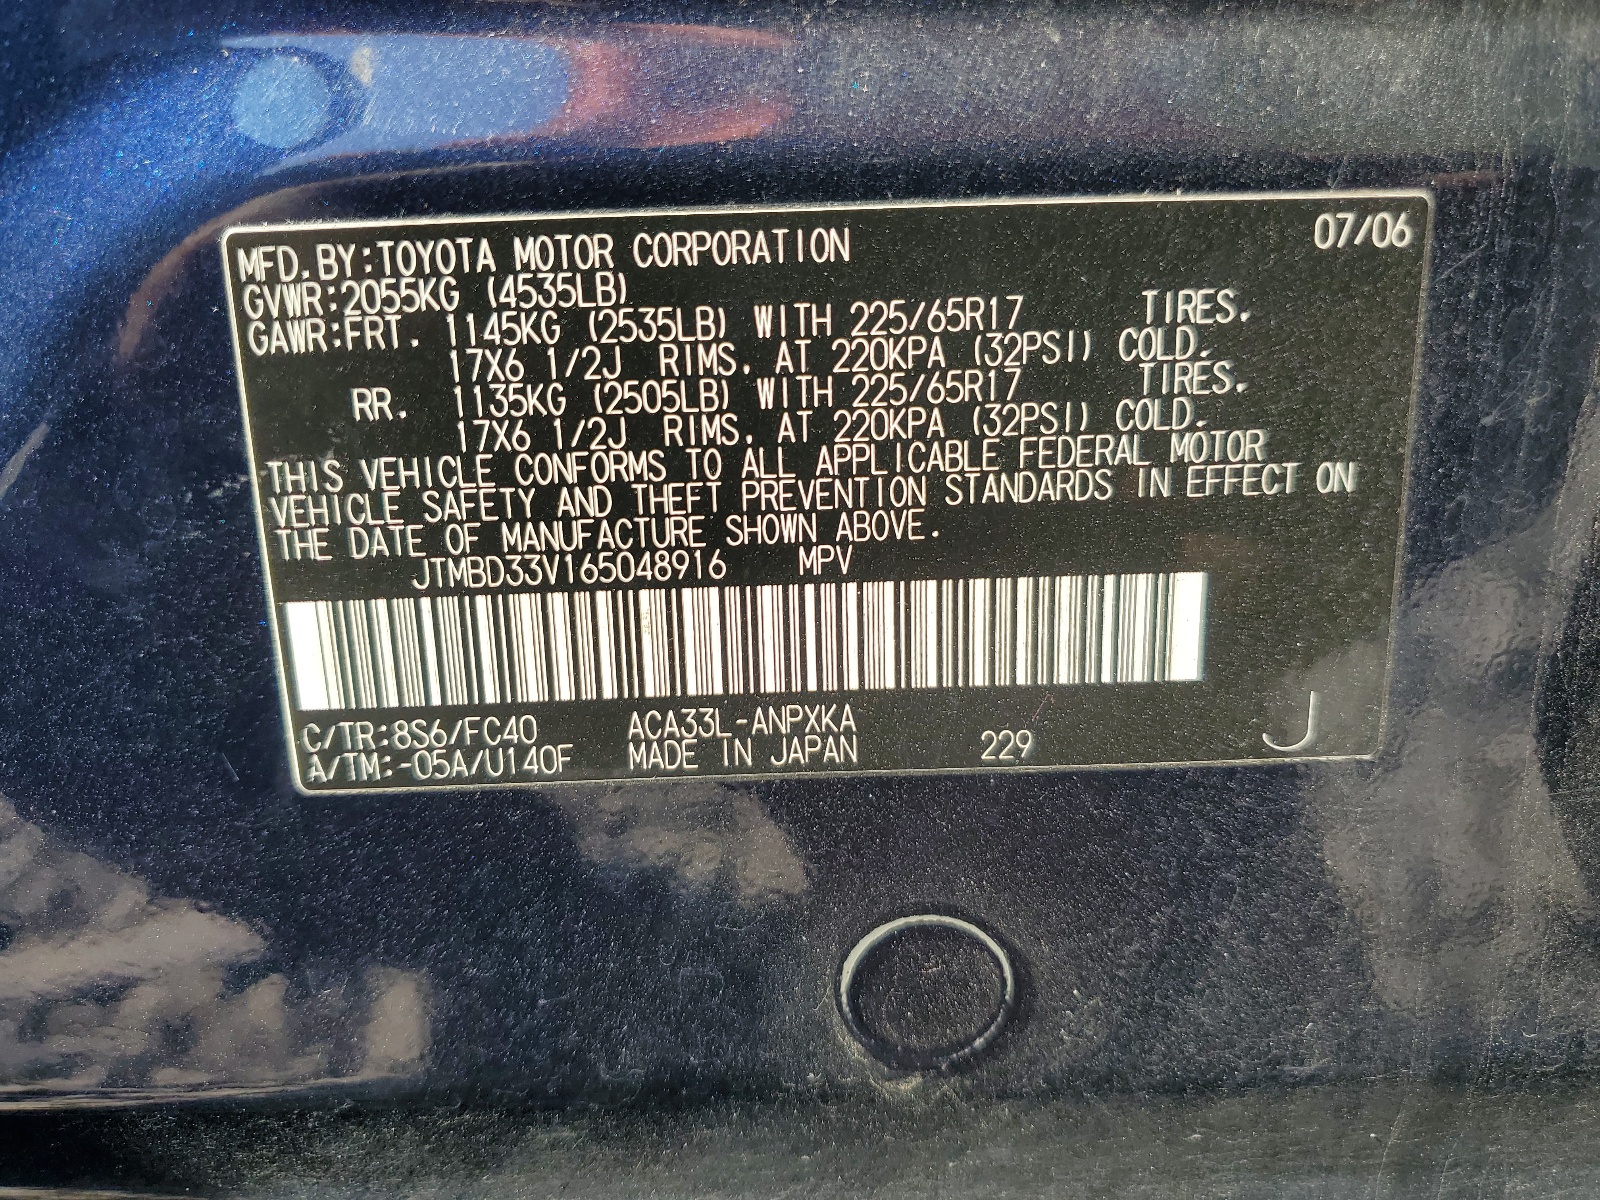 07/06
MFD. BY:TOYOTA MOTOR CORPORATION
GVWR:2055KG (4535LB)
GAWR:FRT. 1145KG (2535LB) WITH 225/65R17 TIRES.
17X6 1/2J RIMS. AT 220KPA (32PSI) COLD.
RR. 1135KG (2505LB) WITH 225/65R17 TIRES.
17X6 1/2J RIMS. AT 220KPA (32PSI) COLD.
THIS VEHICLE CONFORMS TO ALL APPLICABLE FEDERAL MOTOR
VEHICLE SAFETY AND THEFT PREVENTION STANDARDS IN EFFECT ON
THE DATE OF MANUFACTURE SHOWN ABOVE.
JTMBD33V165048916 MPV
C/TR:8S6/FC40 ACA33L-ANPXKA
A/TM:-05A/U140F MADE IN JAPAN 229 J